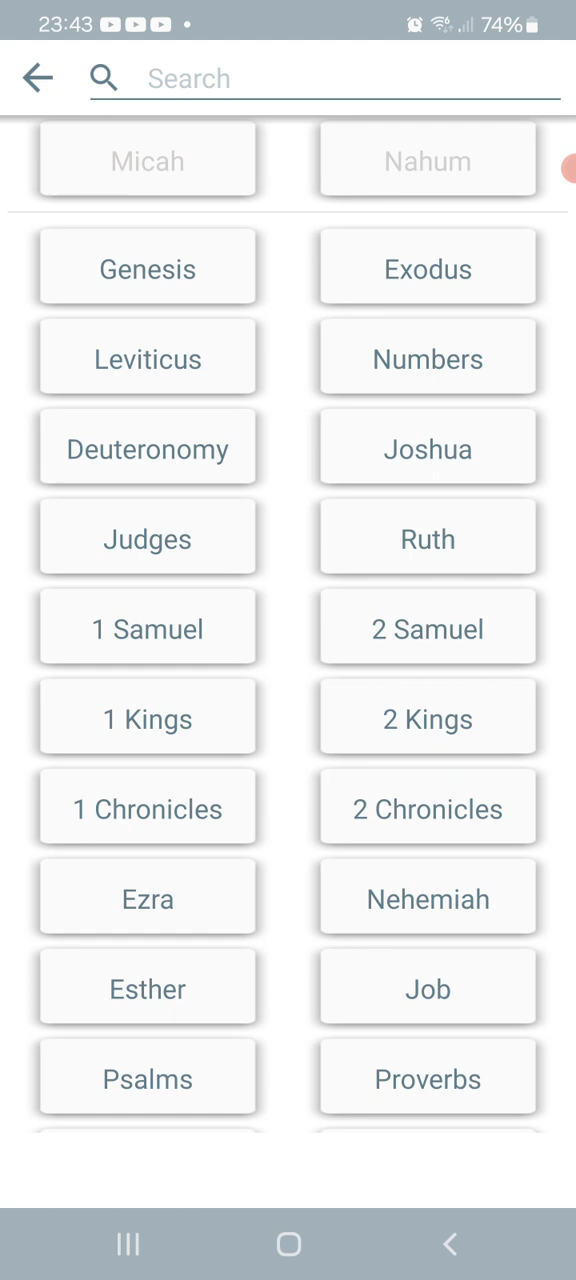 23:43 74%
Search
Micah Nahum
Genesis Exodus
Leviticus Numbers
Deuteronomy Joshua
Judges Ruth
1 Samuel 2 Samuel
1 Kings 2 Kings
1 Chronicles 2 Chronicles
Ezra Nehemiah
Esther Job
Psalms Proverbs